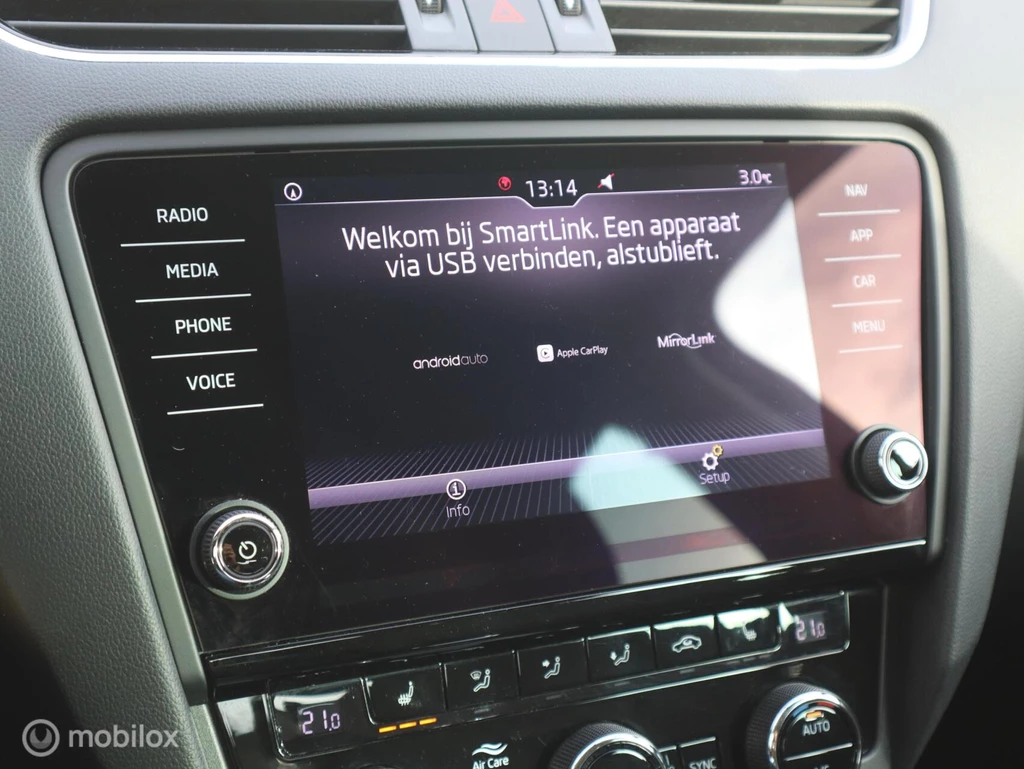 13:14
3.0°C
RADIO
MEDIA
PHONE
VOICE
Welkom bij SmartLink. Een apparaat
via USB verbinden, alstublieft.
androidauto
Apple CarPlay
MirrorLink
Info
Setup
NAV
APP
CAR
MENU
21.0
21.0
Air Care
SYNC
AUTO
mobilox